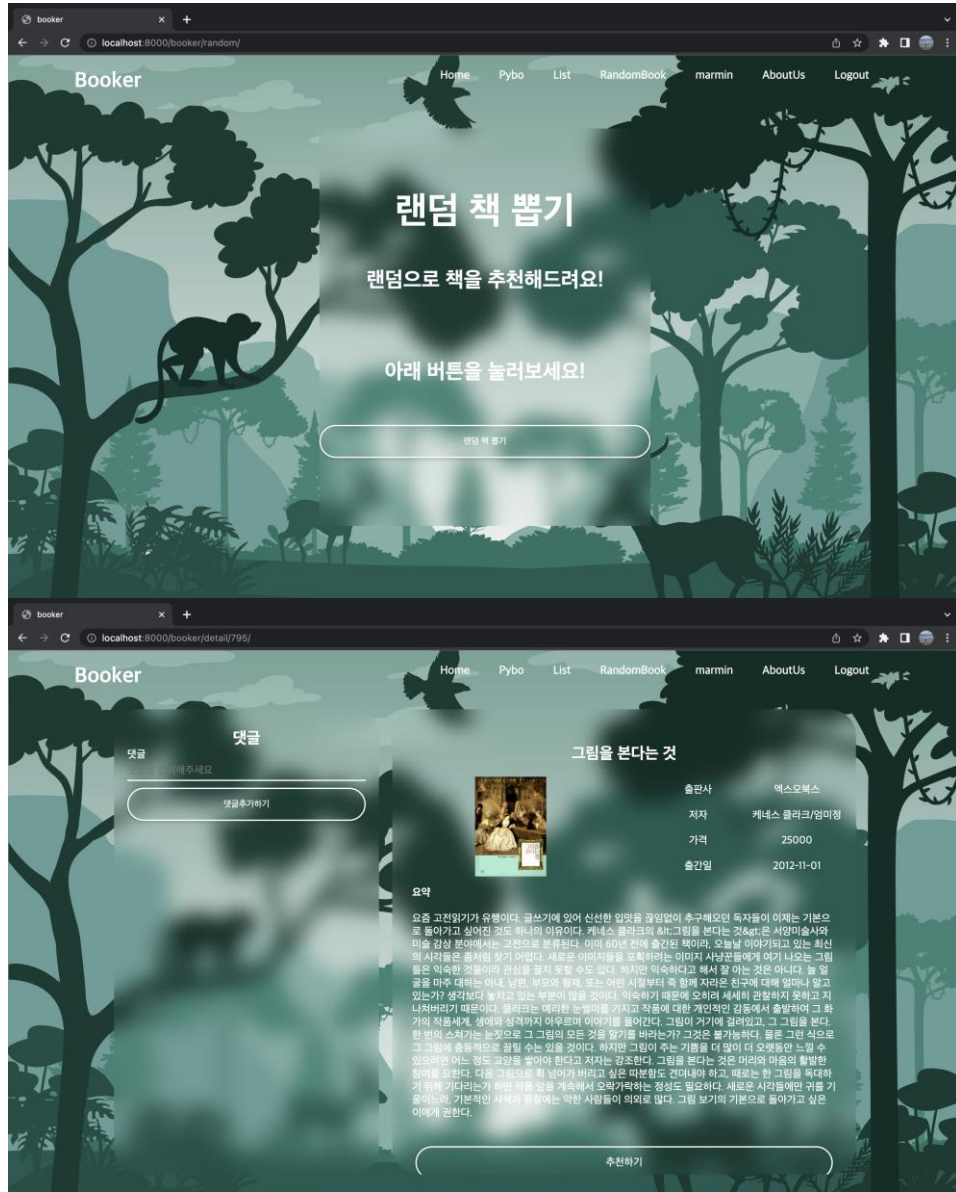 booker
localhost:8000/booker/random/
Booker
Home Pybo List RandomBook marmin AboutUs Logout
랜덤 책 뽑기
랜덤으로 책을 추천해드려요!
아래 버튼을 눌러보세요!
랜덤 책 뽑기
booker
localhost:8000/booker/detail/795/
Booker
Home Pybo List RandomBook marmin AboutUs Logout
댓글
댓글
해주세요
댓글추가하기
그림을 본다는 것
출판사 엑스오북스
저자 케네스 클라크/엄미정
가격 25000
출간일 2012-11-01
요약
요즘 고전읽기가 유행이다. 글쓰기에 있어 신선한 입맛을 끊임없이 추구해오던 독자들이 이제는 기본으
로 돌아가고 싶어진 것도 하나의 이유이다. 케네스 클라크의 &lt;그림을 본다는 것&gt;은 서양미술사와
미술 감상 분야에서는 고전으로 분류된다. 이미 60년 전에 출간된 책이라, 오늘날 이야기되고 있는 최신
의 시각들은 좀처럼 찾기 어렵다. 새로운 이미지들을 포획하려는 이미지 사냥꾼들에게 여기 나오는 그림
들은 익숙한 것들이라 관심을 끌지 못할 수도 있다. 하지만 익숙하다고 해서 잘 아는 것은 아니다. 늘 얼
굴을 마주 대하는 아내, 남편, 부모와 형제, 또는 어린 시절부터 죽 함께 자라온 친구에 대해 얼마나 알고
있는가? 생각보다 놓치고 있는 부분이 많을 것이다. 익숙하기 때문에 오히려 세세히 관찰하지 못하고 지
나쳐버리기 때문이다. 클라크는 예리한 눈썰미를 가지고 작품에 대한 개인적인 감동에서 출발하여 그 화
가의 작품세계, 생애와 성격까지 아우르며 이야기를 풀어간다. 그림이 거기에 걸려있고, 그 그림을 본다.
한 번의 스쳐가는 눈짓으로 그 그림의 모든 것을 알기를 바라는가? 그것은 불가능하다. 물론 그런 식으로
그 그림에 충동적으로 끌릴 수는 있을 것이다. 하지만 그림이 주는 기쁨을 더 많이 더 오랫동안 느낄 수
있으려면 어느 정도 교양을 쌓아야 한다고 저자는 강조한다. 그림을 본다는 것은 머리와 마음의 활발한
참여를 요한다. 다음 그림으로 휙 넘어가 버리고 싶은 따분함도 견뎌내야 하고, 때로는 한 그림을 독대하
기 위해 기다리는가 하면 작품 앞을 계속해서 오락가락하는 정성도 필요하다. 새로운 시각들에만 귀를 기
울이느라, 기본적인 사색과 통찰에는 약한 사람들이 의외로 많다. 그림 보기의 기본으로 돌아가고 싶은
이에게 권한다.
추천하기